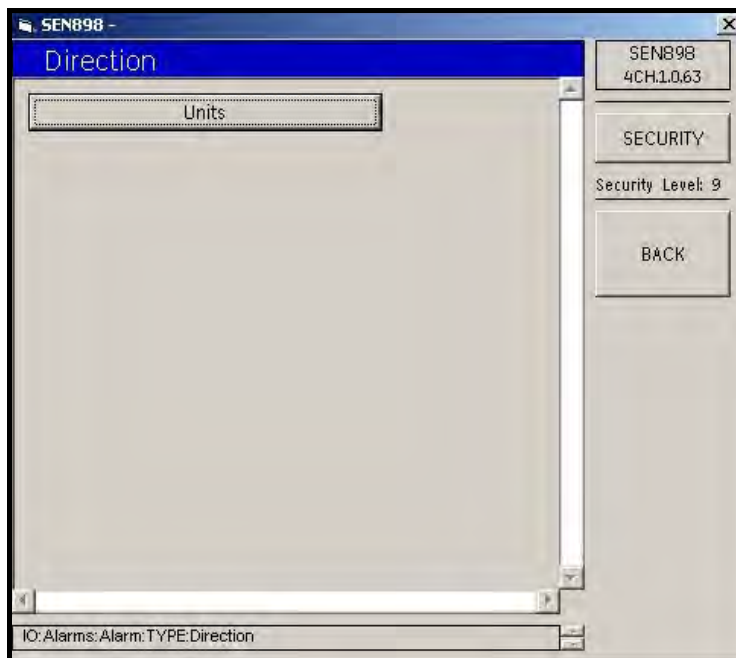 SEN898 -
Direction
Units
SEN898
4CH.1.0.63
SECURITY
Security Level: 9
BACK
IO:Alarms:Alarm:TYPE:Direction